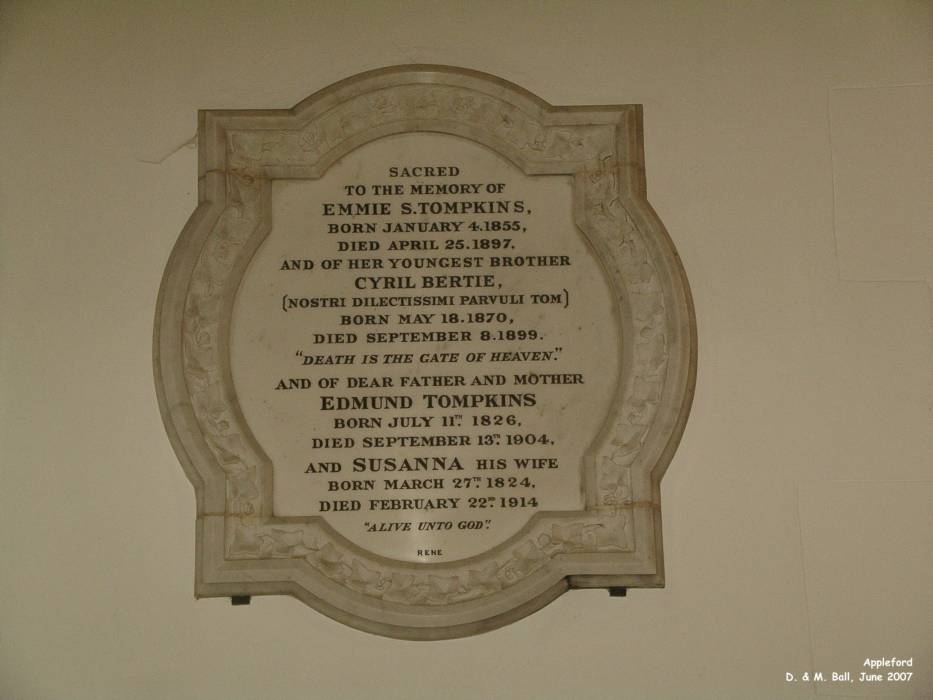 SACRED
TO THE MEMORY OF
EMMIE S. TOMPKINS,
BORN JANUARY 4. 1855,
DIED APRIL 25. 1897.
AND OF HER YOUNGEST BROTHER
CYRIL BERTIE,
(NOSTRI DILECTISSIMI PARVULI TOM)
BORN MAY 18. 1870,
DIED SEPTEMBER 8. 1899.
"DEATH IS THE GATE OF HEAVEN."
AND OF DEAR FATHER AND MOTHER
EDMUND TOMPKINS
BORN JULY 11TH 1826,
DIED SEPTEMBER 13TH 1904,
AND SUSANNA HIS WIFE
BORN MARCH 27TH 1824,
DIED FEBRUARY 22ND 1914
"ALIVE UNTO GOD".
RENE
Appleford
D. & M. Ball, June 2007